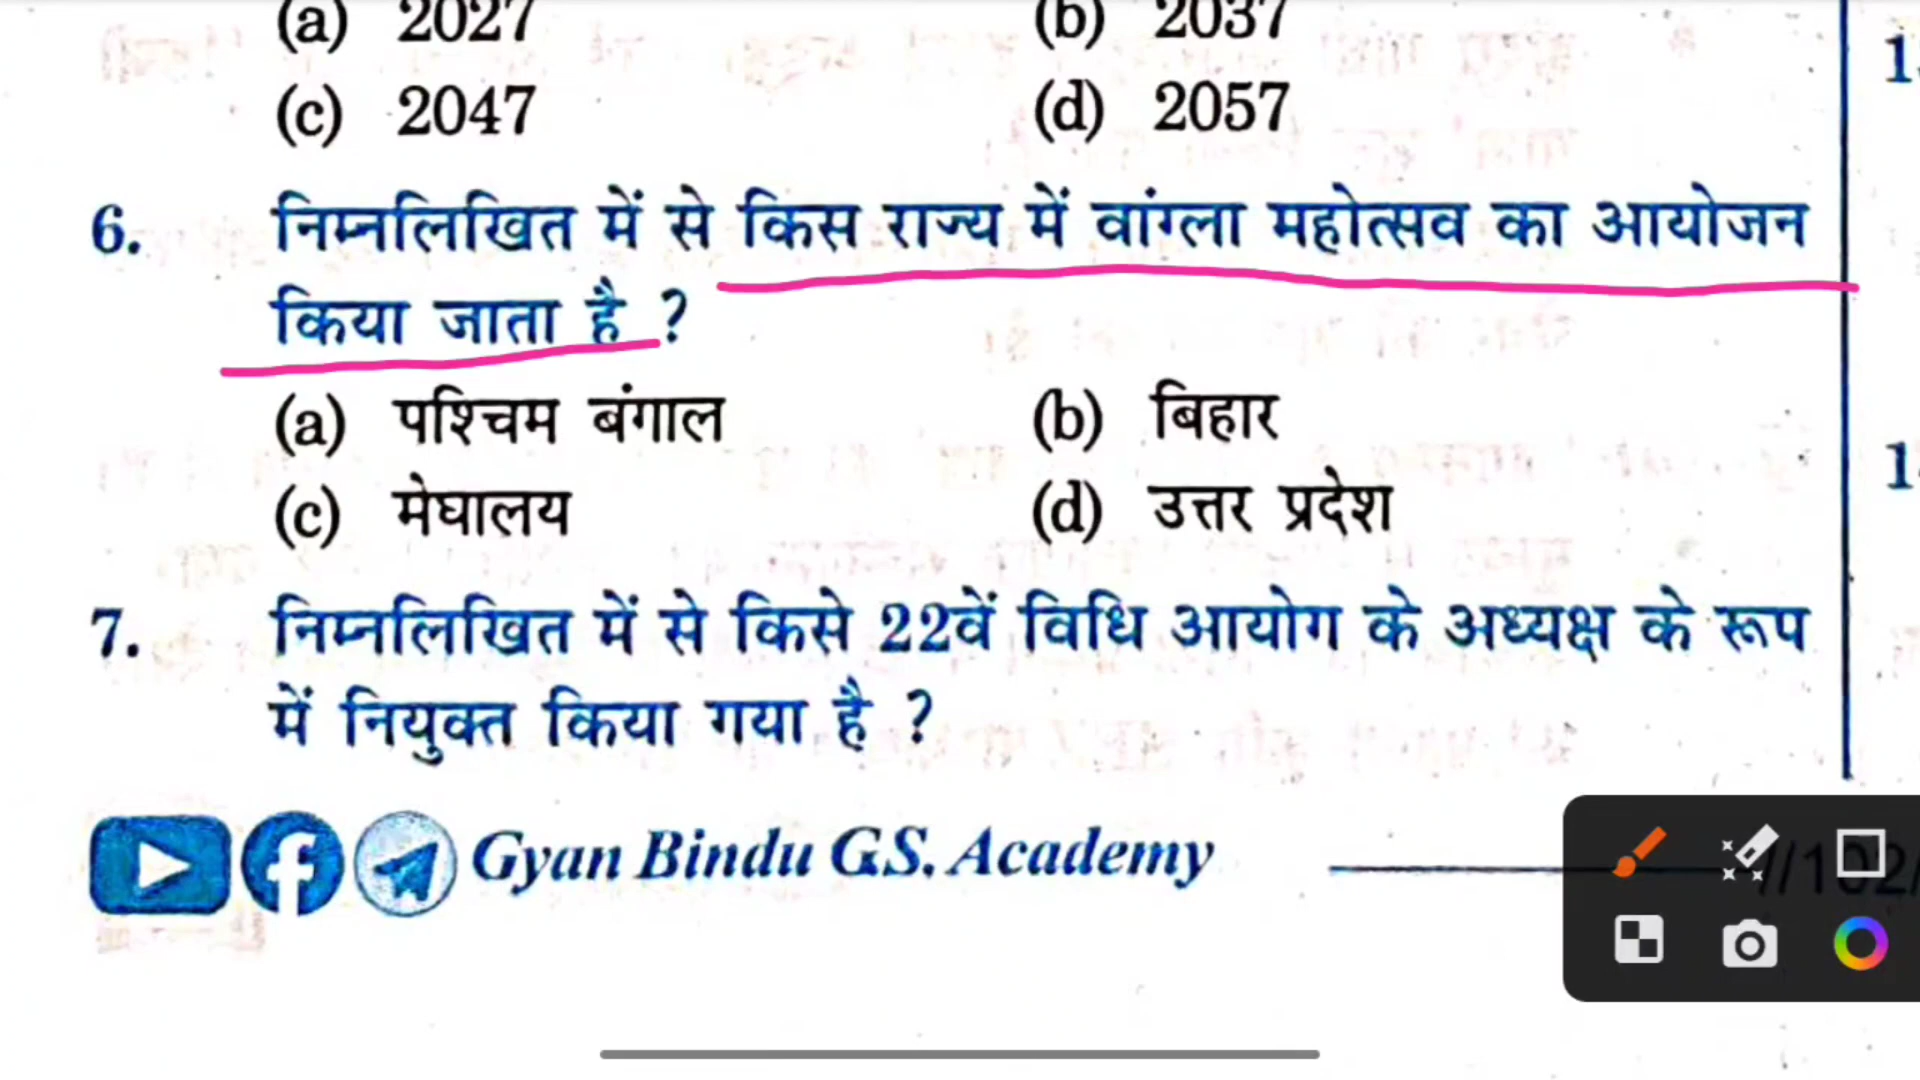 (a) 2027 (b) 2037
(c) 2047 (d) 2057
6. निम्नलिखित में से किस राज्य में वांग्ला महोत्सव का आयोजन
किया जाता है ?
(a) पश्चिम बंगाल (b) बिहार
(c) मेघालय (d) उत्तर प्रदेश
7. निम्नलिखित में से किसे 22वें विधि आयोग के अध्यक्ष के रूप
में नियुक्त किया गया है ?
Gyan Bindu G.S. Academy